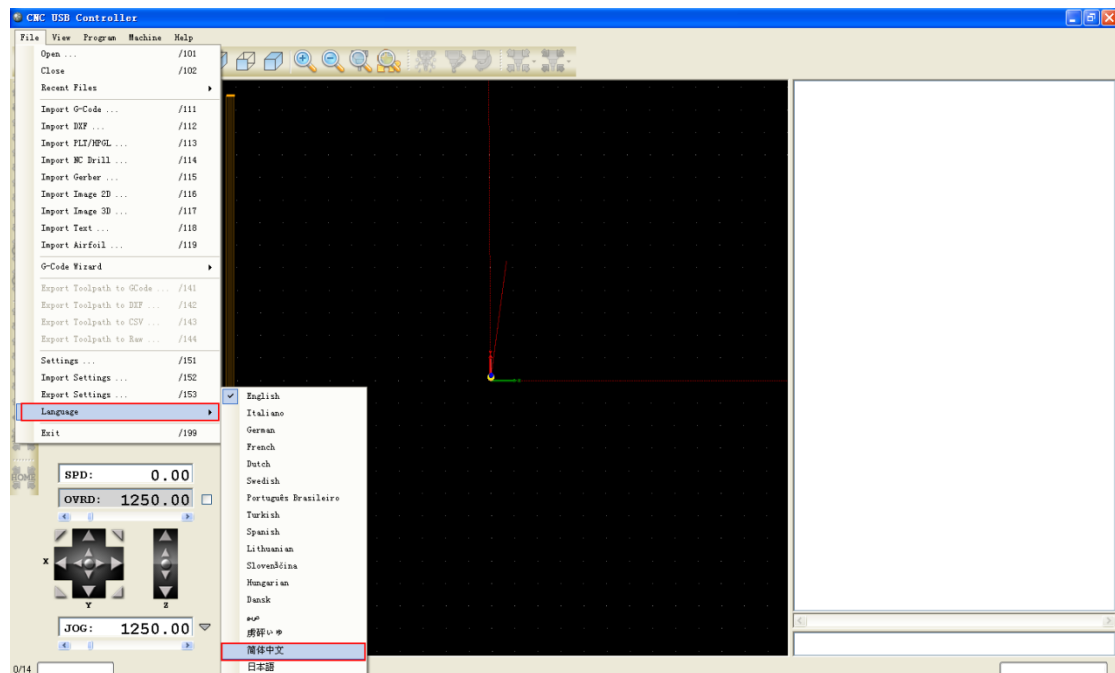 CNC USB Controller
File View Program Machine Help
Open ... /101
Close /102
Recent Files
Import G-Code ... /111
Import DXF ... /112
Import PLT/HPGL ... /113
Import NC Drill ... /114
Import Gerber ... /115
Import Image 2D ... /116
Import Image 3D ... /117
Import Text ... /118
Import Airfoil ... /119
G-Code Wizard
Export Toolpath to GCode ... /141
Export Toolpath to DXF ... /142
Export Toolpath to CSV ... /143
Export Toolpath to Raw ... /144
Settings ... /151
Import Settings ... /152
Export Settings ... /153
Language
Exit /199
English
Italiano
German
French
Dutch
Swedish
Português Brasileiro
Turkish
Spanish
Lithuanian
Hungarian
Dansk
简体中文
日本語
HOME
SPD: 0.00
OVRD: 1250.00
X
Y Z
JOG: 1250.00
0/14